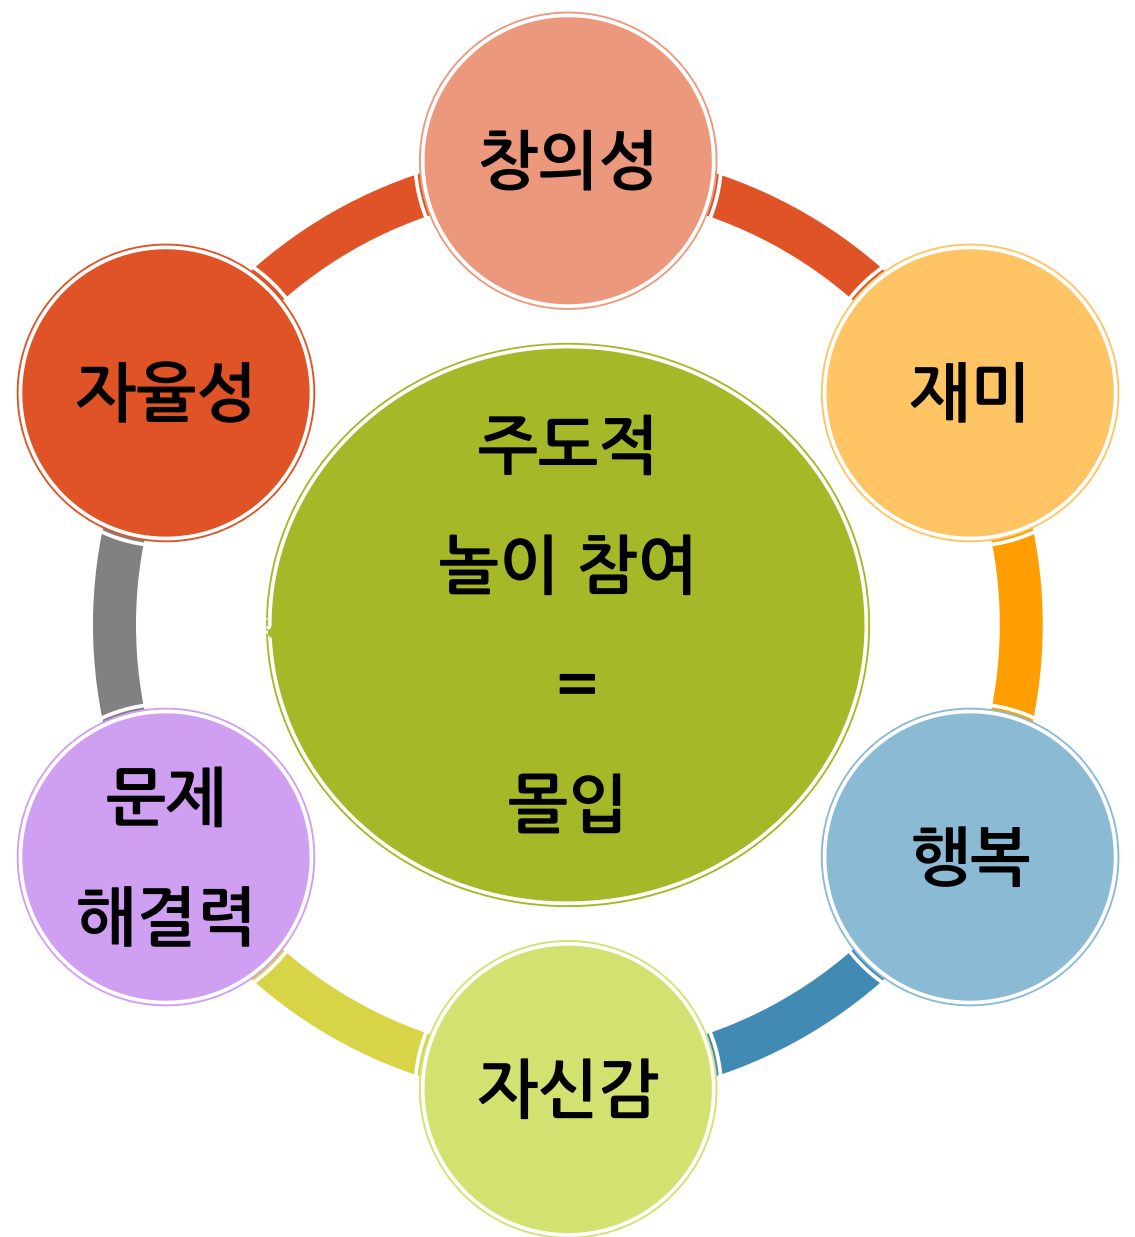 창의성
자율성
재미
주도적
놀이 참여
=
몰입
문제
해결력
행복
자신감